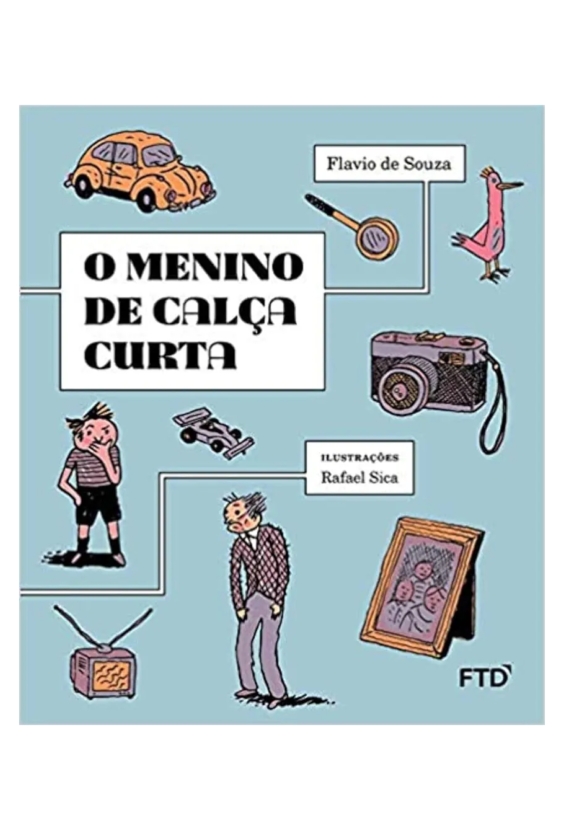 Flavio de Souza
O MENINO
DE CALÇA
CURTA
ILUSTRAÇÕES
Rafael Sica
FTD